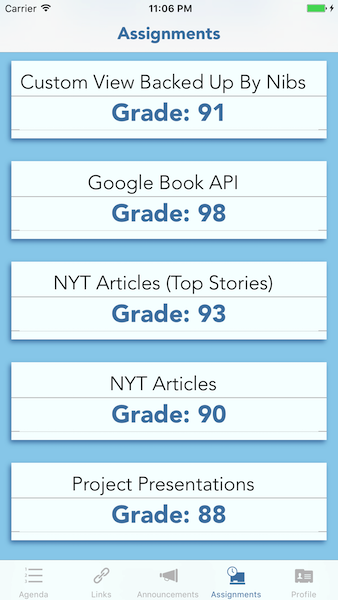 Carrier 11:06 PM
Assignments
Custom View Backed Up By Nibs
Grade: 91
Google Book API
Grade: 98
NYT Articles (Top Stories)
Grade: 93
NYT Articles
Grade: 90
Project Presentations
Grade: 88
Agenda Links Announcements Assignments Profile